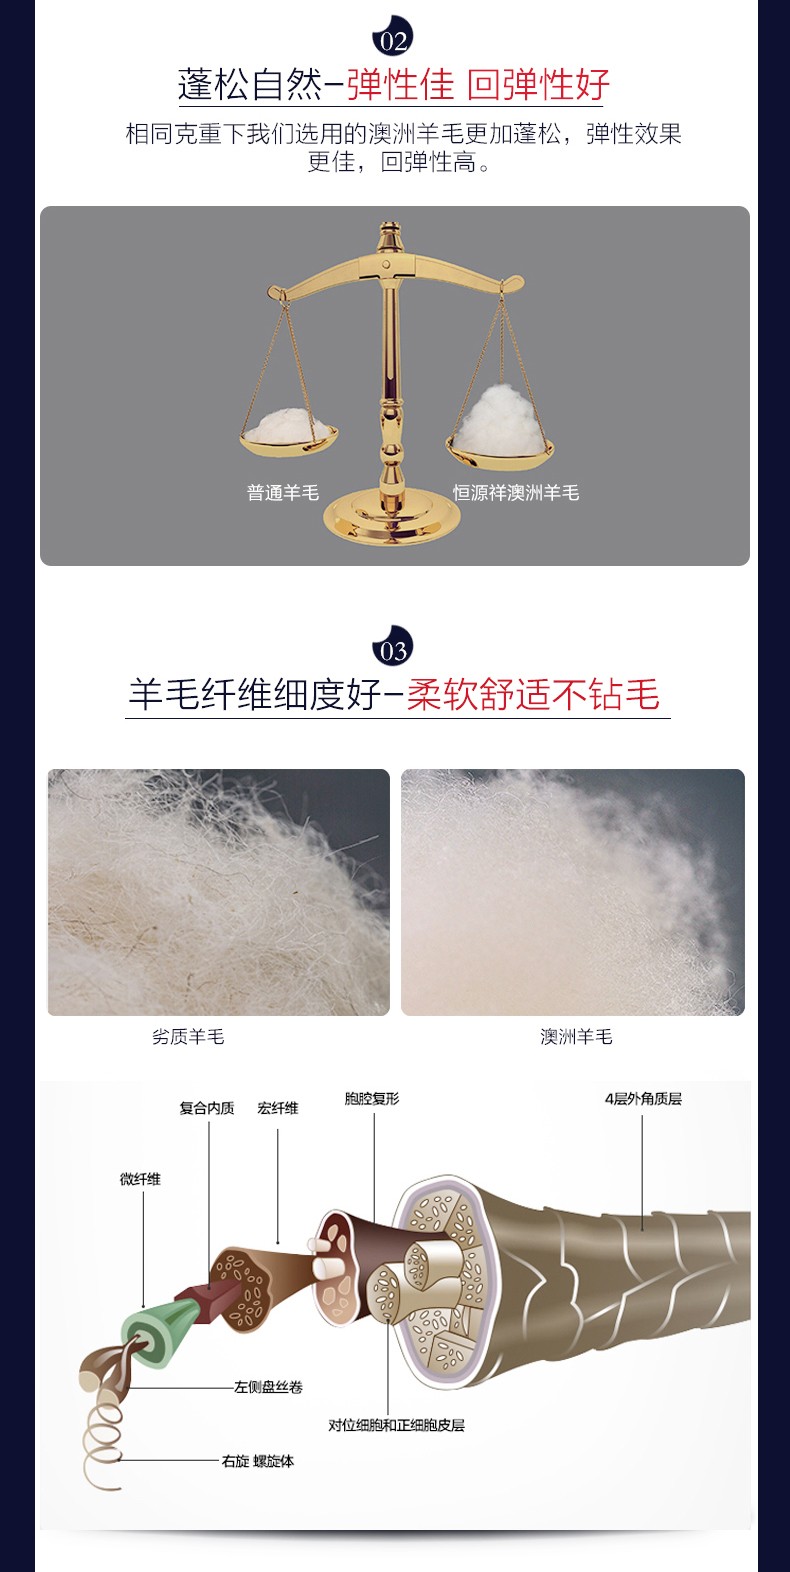 02
蓬松自然-弹性佳 回弹性好
相同克重下我们选用的澳洲羊毛更加蓬松，弹性效果
更佳，回弹性高。
普通羊毛
恒源祥澳洲羊毛
03
羊毛纤维细度好-柔软舒适不钻毛
劣质羊毛
澳洲羊毛
胞腔复形
4层外角质层
复合内质
宏纤维
微纤维
左侧盘丝卷
对位细胞和正细胞皮层
右旋 螺旋体